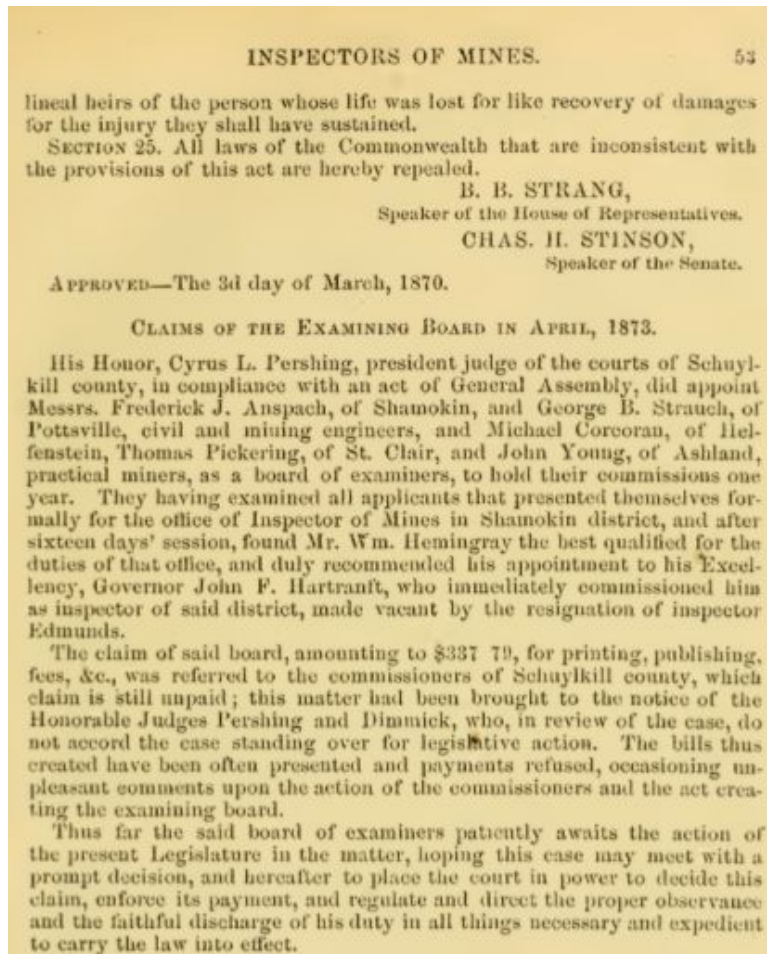 INSPECTORS OF MINES. 53
lineal heirs of the person whose life was lost for like recovery of damages
for the injury they shall have sustained.
SECTION 25. All laws of the Commonwealth that are inconsistent with
the provisions of this act are hereby repealed.
B. B. STRANG,
Speaker of the House of Representatives.
CHAS. H. STINSON,
Speaker of the Senate.
APPROVED—The 3d day of March, 1870.
CLAIMS OF THE EXAMINING BOARD IN APRIL, 1873.
His Honor, Cyrus L. Pershing, president judge of the courts of Schuyl-
kill county, in compliance with an act of General Assembly, did appoint
Messrs. Frederick J. Anspach, of Shamokin, and George B. Strauch, of
Pottsville, civil and mining engineers, and Michael Corcoran, of Hel-
fenstein, Thomas Pickering, of St. Clair, and John Young, of Ashland,
practical miners, as a board of examiners, to hold their commissions one
year. They having examined all applicants that presented themselves for-
mally for the office of Inspector of Mines in Shamokin district, and after
sixteen days' session, found Mr. Wm. Hemingray the best qualified for the
duties of that office, and duly recommended his appointment to his Excel-
lency, Governor John F. Hartranft, who immediately commissioned him
as inspector of said district, made vacant by the resignation of inspector
Edmunds.
The claim of said board, amounting to $337 79, for printing, publishing,
fees, &c., was referred to the commissioners of Schuylkill county, which
claim is still unpaid; this matter had been brought to the notice of the
Honorable Judges Pershing and Dimmick, who, in review of the case, do
not accord the case standing over for legislative action. The bills thus
created have been often presented and payments refused, occasioning un-
pleasant comments upon the action of the commissioners and the act crea-
ting the examining board.
Thus far the said board of examiners patiently awaits the action of
the present Legislature in the matter, hoping this case may meet with a
prompt decision, and hereafter to place the court in power to decide this
claim, enforce its payment, and regulate and direct the proper observance
and the faithful discharge of his duty in all things necessary and expedient
to carry the law into effect.